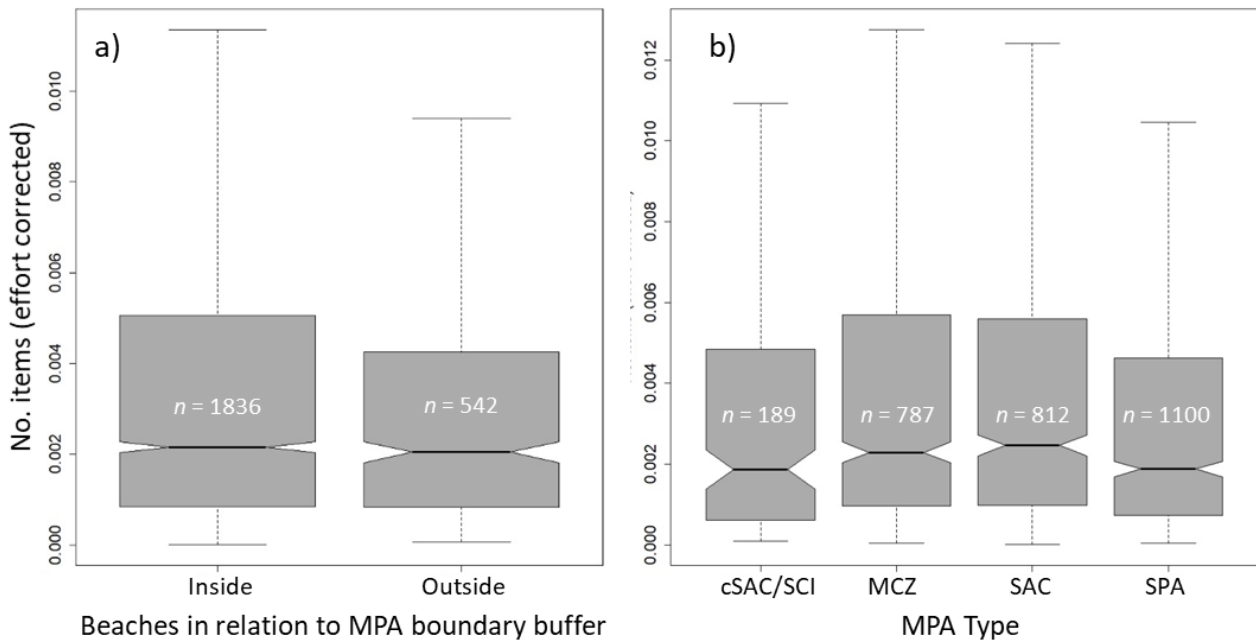 a)
No. items (effort corrected)
0.010
0.008
0.006
0.004
0.002
0.000
n = 1836
n = 542
Inside
Outside
Beaches in relation to MPA boundary buffer
b)
0.012
0.010
0.008
0.006
0.004
0.002
0.000
n = 189
n = 787
n = 812
n = 1100
cSAC/SCI
MCZ
SAC
SPA
MPA Type